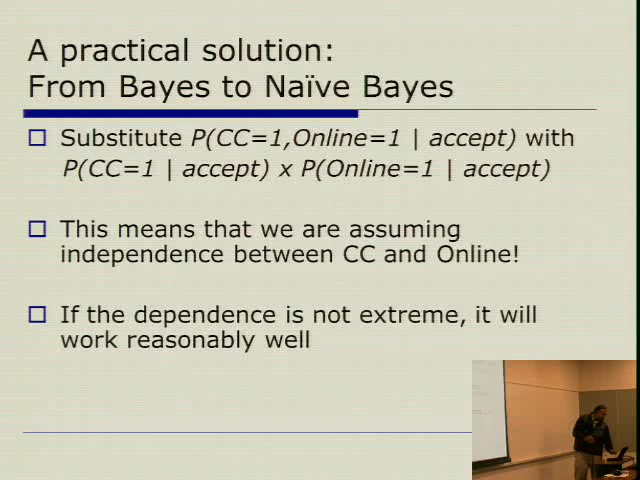 A practical solution:
From Bayes to Naïve Bayes
Substitute P(CC=1,Online=1 | accept) with
P(CC=1 | accept) x P(Online=1 | accept)
This means that we are assuming
independence between CC and Online!
If the dependence is not extreme, it will
work reasonably well